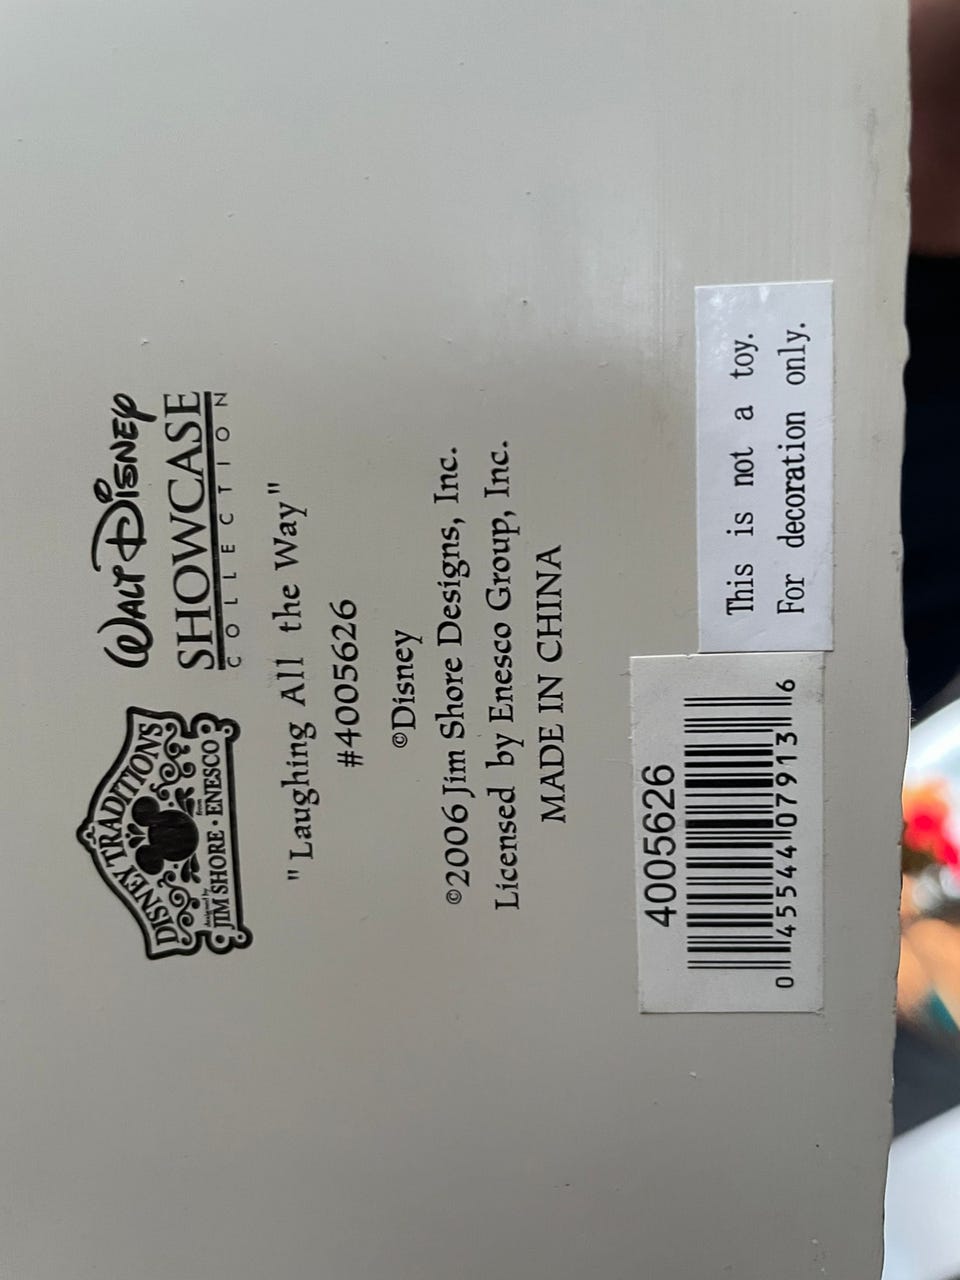 DISNEY TRADITIONS
designed by
from
JIM SHORE • ENESCO
WALT DISNEY
SHOWCASE
COLLECTION
"Laughing All the Way"
#4005626
©Disney
©2006 Jim Shore Designs, Inc.
Licensed by Enesco Group, Inc.
MADE IN CHINA
4005626
0 45544 07913 6
This is not a toy.
For decoration only.